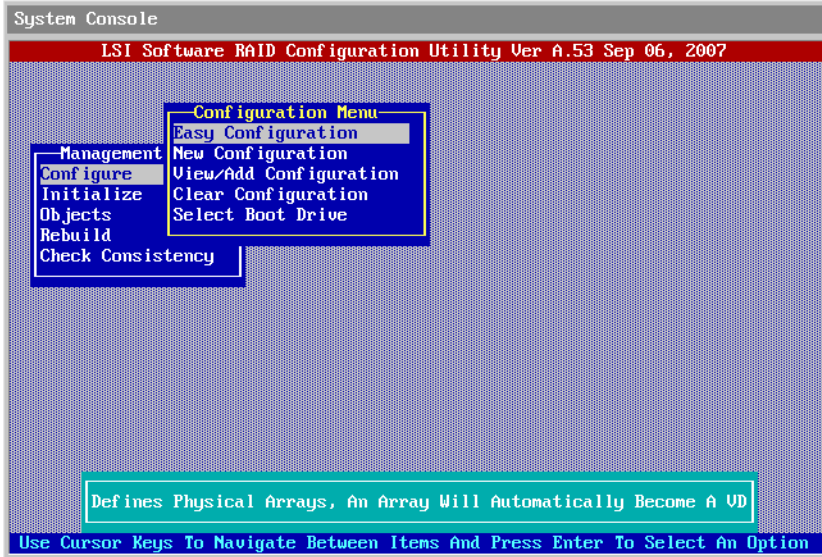 System Console
LSI Software RAID Configuration Utility Ver A.53 Sep 06, 2007
Configuration Menu
Easy Configuration
New Configuration
View/Add Configuration
Clear Configuration
Select Boot Drive
Management
Configure
Initialize
Objects
Rebuild
Check Consistency
Defines Physical Arrays, An Array Will Automatically Become A VD
Use Cursor Keys To Navigate Between Items And Press Enter To Select An Option